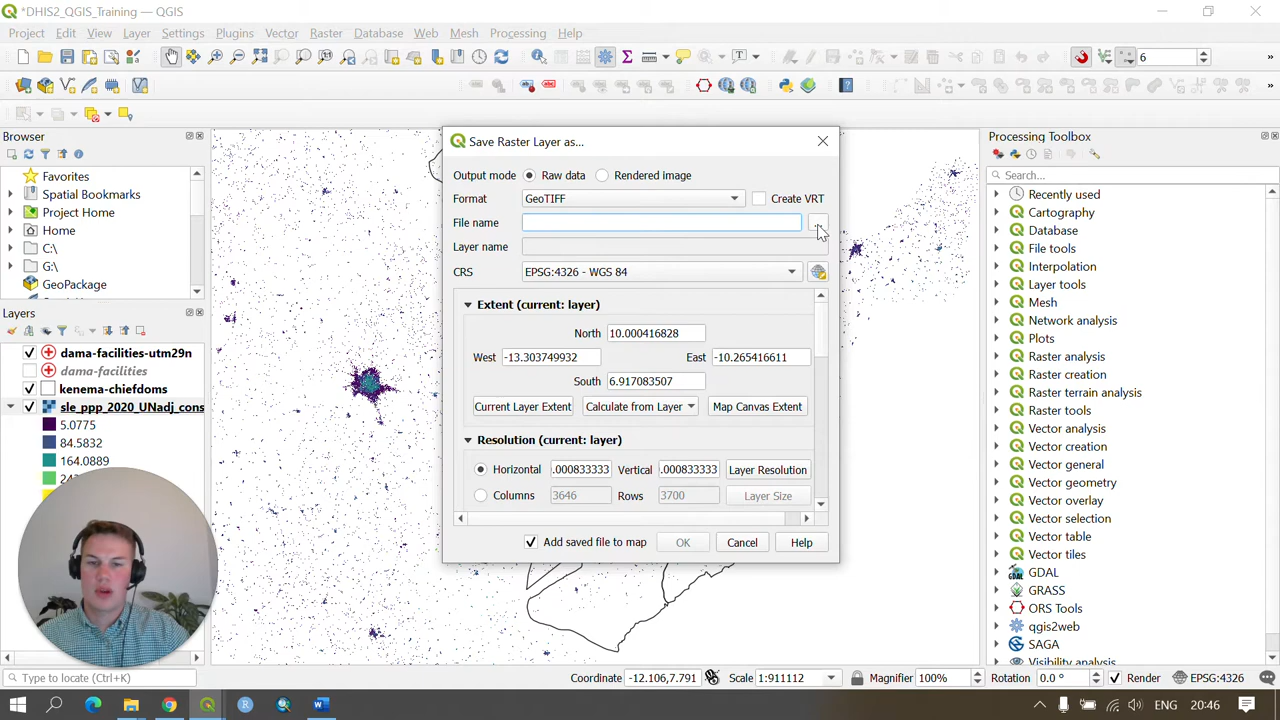 *DHIS2_QGIS_Training — QGIS
Project Edit View Layer Settings Plugins Vector Raster Database Web Mesh Processing Help
6
Browser
Favorites
Spatial Bookmarks
Project Home
Home
C:\
G:\
GeoPackage
Layers
dama-facilities-utm29n
dama-facilities
kenema-chiefdoms
sle_ppp_2020_UNadj_cons
5.0775
84.5832
164.0889
Type to locate (Ctrl+K)
Save Raster Layer as...
Output mode Raw data Rendered image
Format GeoTIFF Create VRT
File name ...
Layer name
CRS EPSG:4326 - WGS 84
Extent (current: layer)
North 10.000416828
West -13.303749932 East -10.265416611
South 6.917083507
Current Layer Extent Calculate from Layer Map Canvas Extent
Resolution (current: layer)
Horizontal .000833333 Vertical .000833333 Layer Resolution
Columns 3646 Rows 3700 Layer Size
Add saved file to map OK Cancel Help
Processing Toolbox
Search...
Recently used
Cartography
Database
File tools
Interpolation
Layer tools
Mesh
Network analysis
Plots
Raster analysis
Raster creation
Raster terrain analysis
Raster tools
Vector analysis
Vector creation
Vector general
Vector geometry
Vector overlay
Vector selection
Vector table
Vector tiles
GDAL
GRASS
ORS Tools
qgis2web
SAGA
Visibility analysis
Coordinate -12.106,7.791 Scale 1:911112 Magnifier 100% Rotation 0.0 ° Render EPSG:4326
ENG 20:46